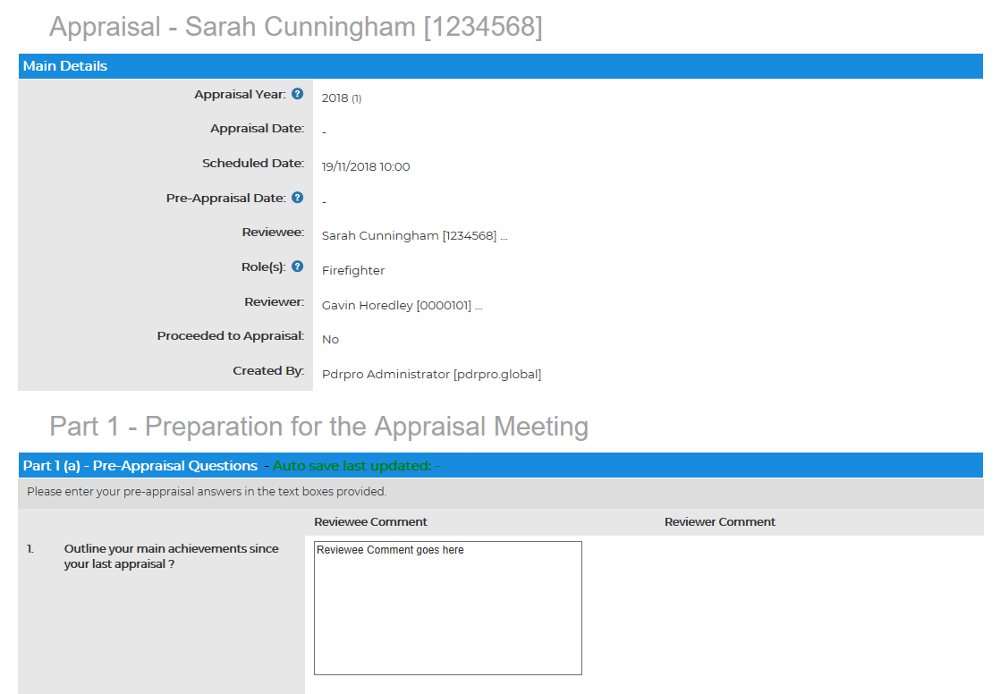 Appraisal - Sarah Cunningham [1234568]
Main Details
Appraisal Year: ? 2018 (1)
Appraisal Date: -
Scheduled Date: 19/11/2018 10:00
Pre-Appraisal Date: ? -
Reviewee: Sarah Cunningham [1234568] ...
Role(s): ? Firefighter
Reviewer: Gavin Horedley [0000101] ...
Proceeded to Appraisal: No
Created By: Pdrpro Administrator [pdrpro.global]
Part 1 - Preparation for the Appraisal Meeting
Part 1 (a) - Pre-Appraisal Questions - Auto save last updated: -
Please enter your pre-appraisal answers in the text boxes provided.
Reviewee Comment Reviewer Comment
1. Outline your main achievements since
your last appraisal ?
Reviewee Comment goes here